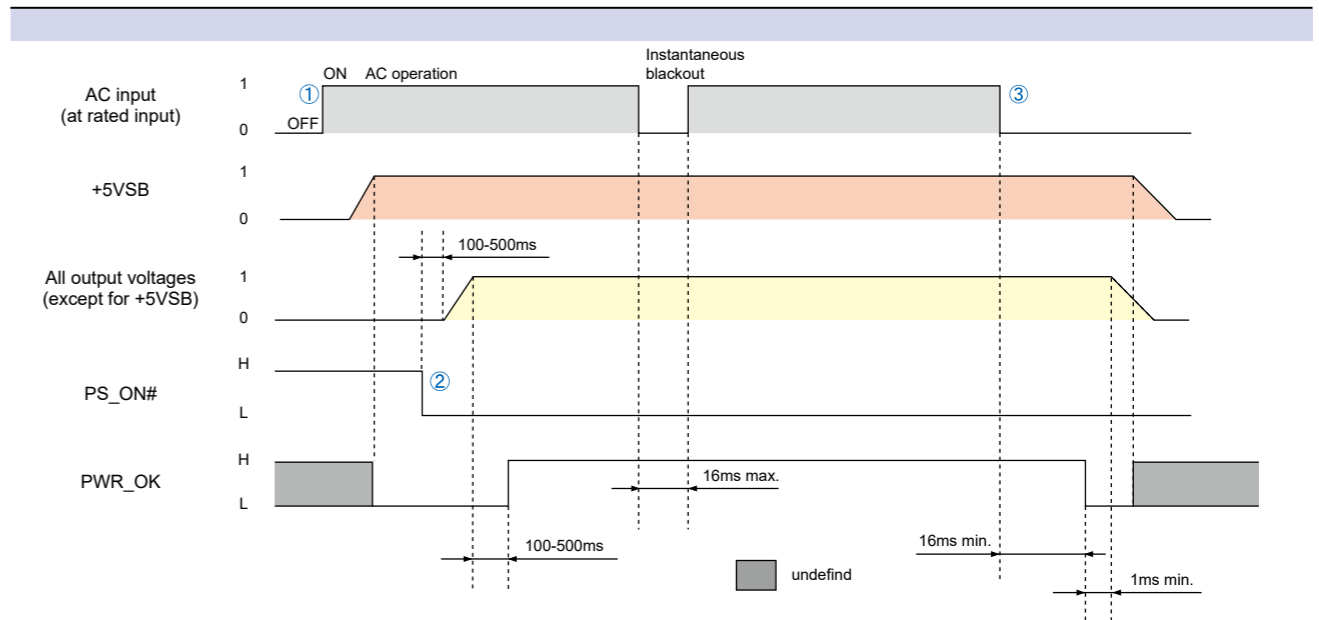 Instantaneous
blackout
ON AC operation
AC input
(at rated input)
1
①
③
OFF
0
+5VSB
1
0
100-500ms
All output voltages
(except for +5VSB)
1
0
PS_ON#
H
②
L
PWR_OK
H
L
16ms max.
100-500ms
16ms min.
undefind
1ms min.